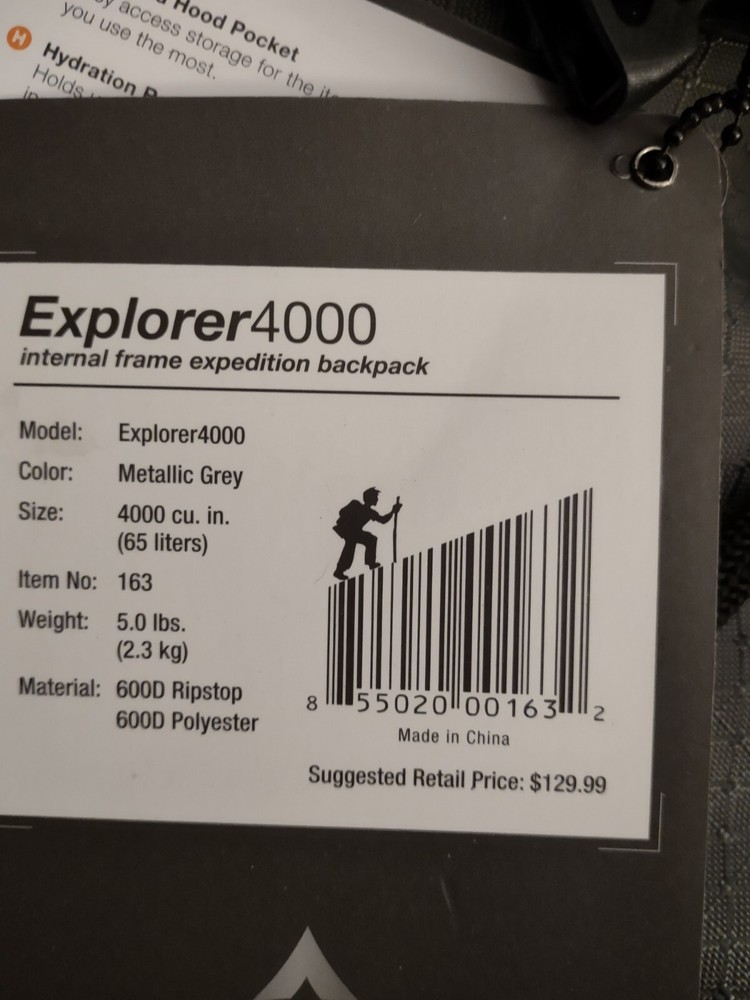 Hood Pocket
access storage for the
you use the most.
H
Hydration
Holds
Explorer4000
internal frame expedition backpack
Model: Explorer4000
Color: Metallic Grey
Size: 4000 cu. in.
(65 liters)
Item No: 163
Weight: 5.0 lbs.
(2.3 kg)
Material: 600D Ripstop
600D Polyester
8 55020 00163 2
Made in China
Suggested Retail Price: $129.99